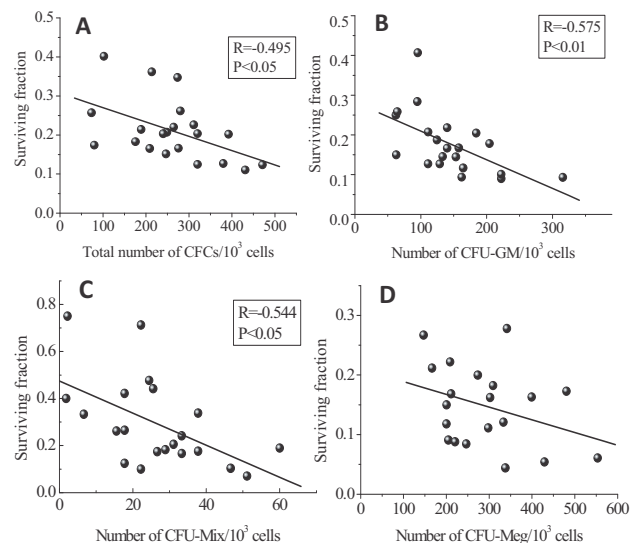 A
R=-0.495
P<0.05
Surviving fraction
0.5
0.4
0.3
0.2
0.1
0.0
0 100 200 300 400 500
Total number of CFCs/10³ cells
B
R=-0.575
P<0.01
Surviving fraction
0.5
0.4
0.3
0.2
0.1
0.0
0 100 200 300
Number of CFU-GM/10³ cells
C
R=-0.544
P<0.05
Surviving fraction
0.8
0.6
0.4
0.2
0.0
0 20 40 60
Number of CFU-Mix/10³ cells
D
Surviving fraction
0.3
0.2
0.1
0.0
0 100 200 300 400 500 600
Number of CFU-Meg/10³ cells